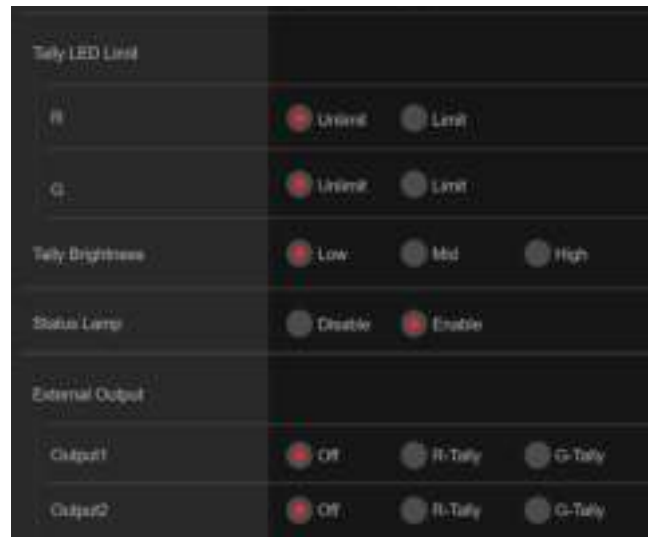 Tally LED Limit
R Unlimit Limit
G Unlimit Limit
Tally Brightness Low Mid High
Status Lamp Disable Enable
External Output
Output1 Off R-Tally G-Tally
Output2 Off R-Tally G-Tally